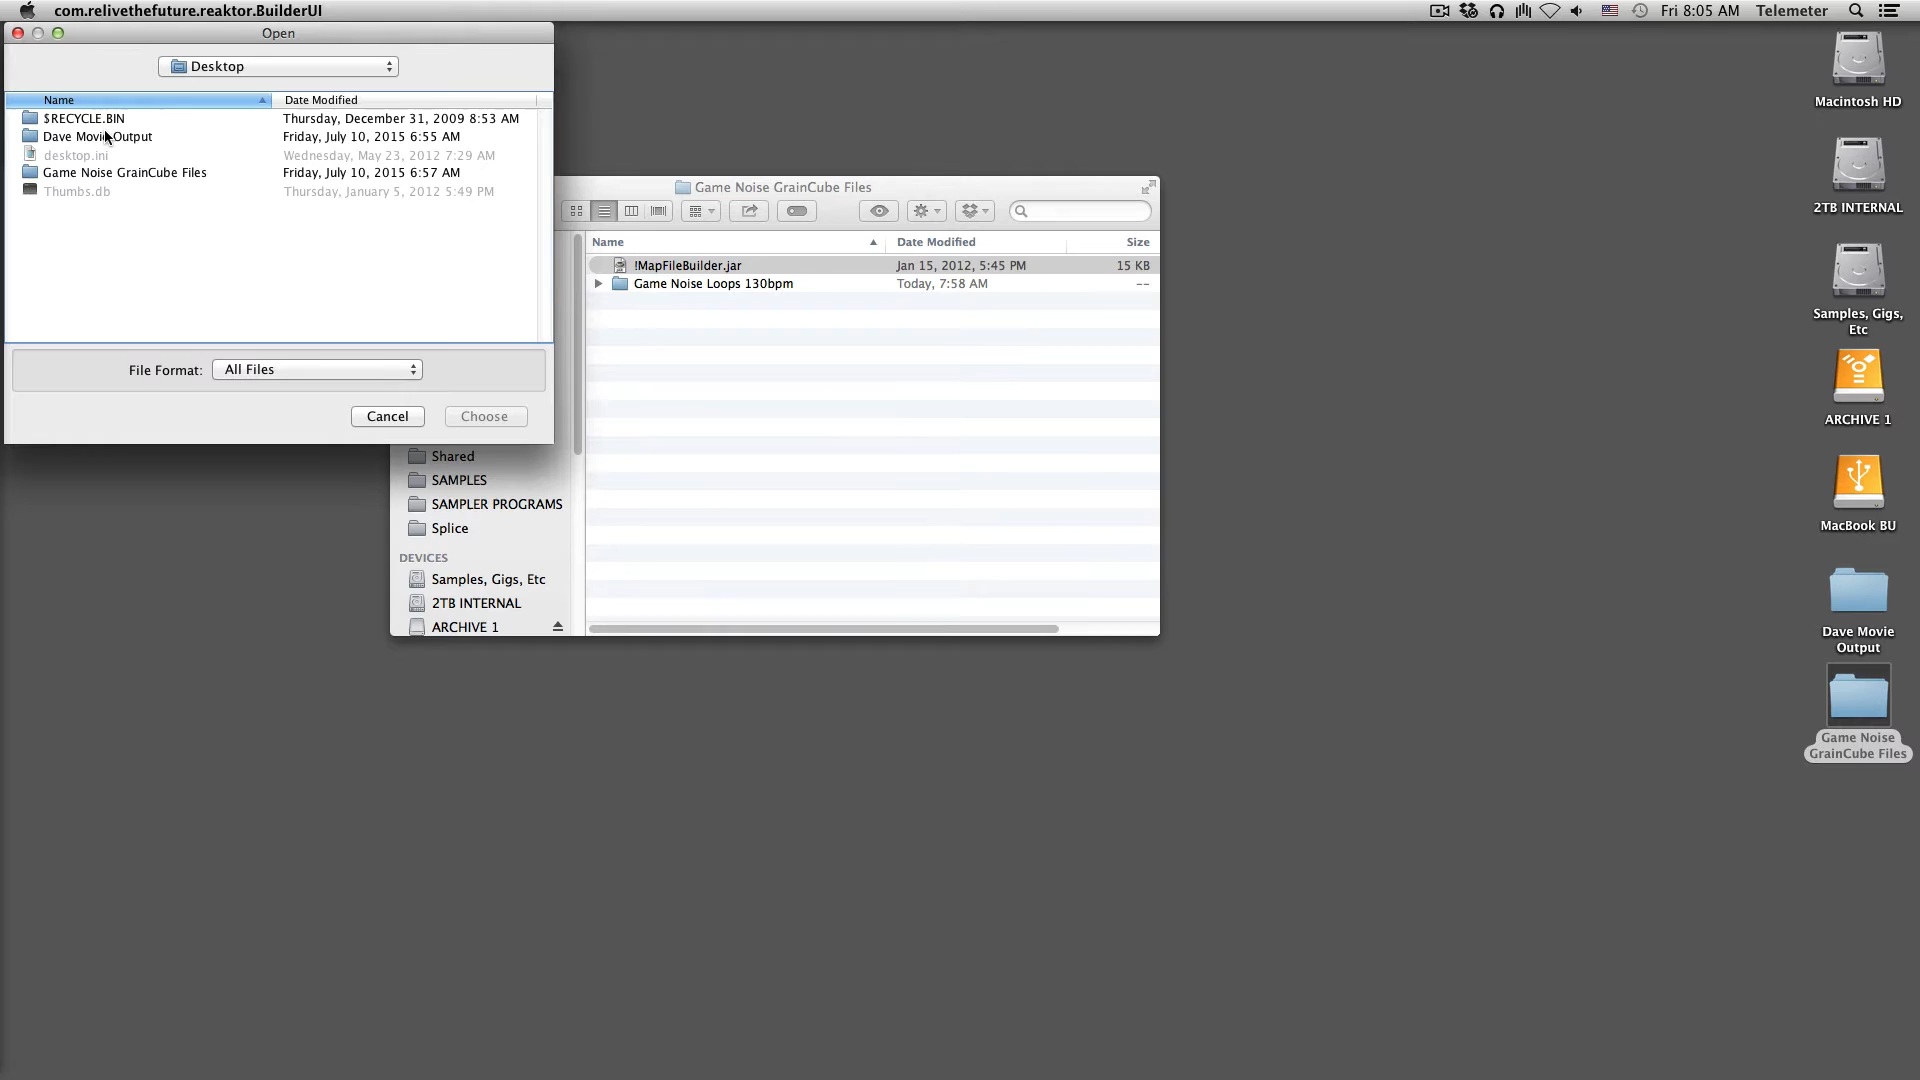 com.relivethefuture.reaktor.BuilderUI
Fri 8:05 AM
Telemeter
Open
Desktop
Name
Date Modified
$RECYCLE.BIN
Thursday, December 31, 2009 8:53 AM
Dave Movie Output
Friday, July 10, 2015 6:55 AM
desktop.ini
Wednesday, May 23, 2012 7:29 AM
Game Noise GrainCube Files
Friday, July 10, 2015 6:57 AM
Thumbs.db
Thursday, January 5, 2012 5:49 PM
File Format:
All Files
Cancel
Choose
Game Noise GrainCube Files
Name
Date Modified
Size
!MapFileBuilder.jar
Jan 15, 2012, 5:45 PM
15 KB
Game Noise Loops 130bpm
Today, 7:58 AM
--
Shared
SAMPLES
SAMPLER PROGRAMS
Splice
DEVICES
Samples, Gigs, Etc
2TB INTERNAL
ARCHIVE 1
Macintosh HD
2TB INTERNAL
Samples, Gigs,
Etc
ARCHIVE 1
MacBook BU
Dave Movie
Output
Game Noise
GrainCube Files